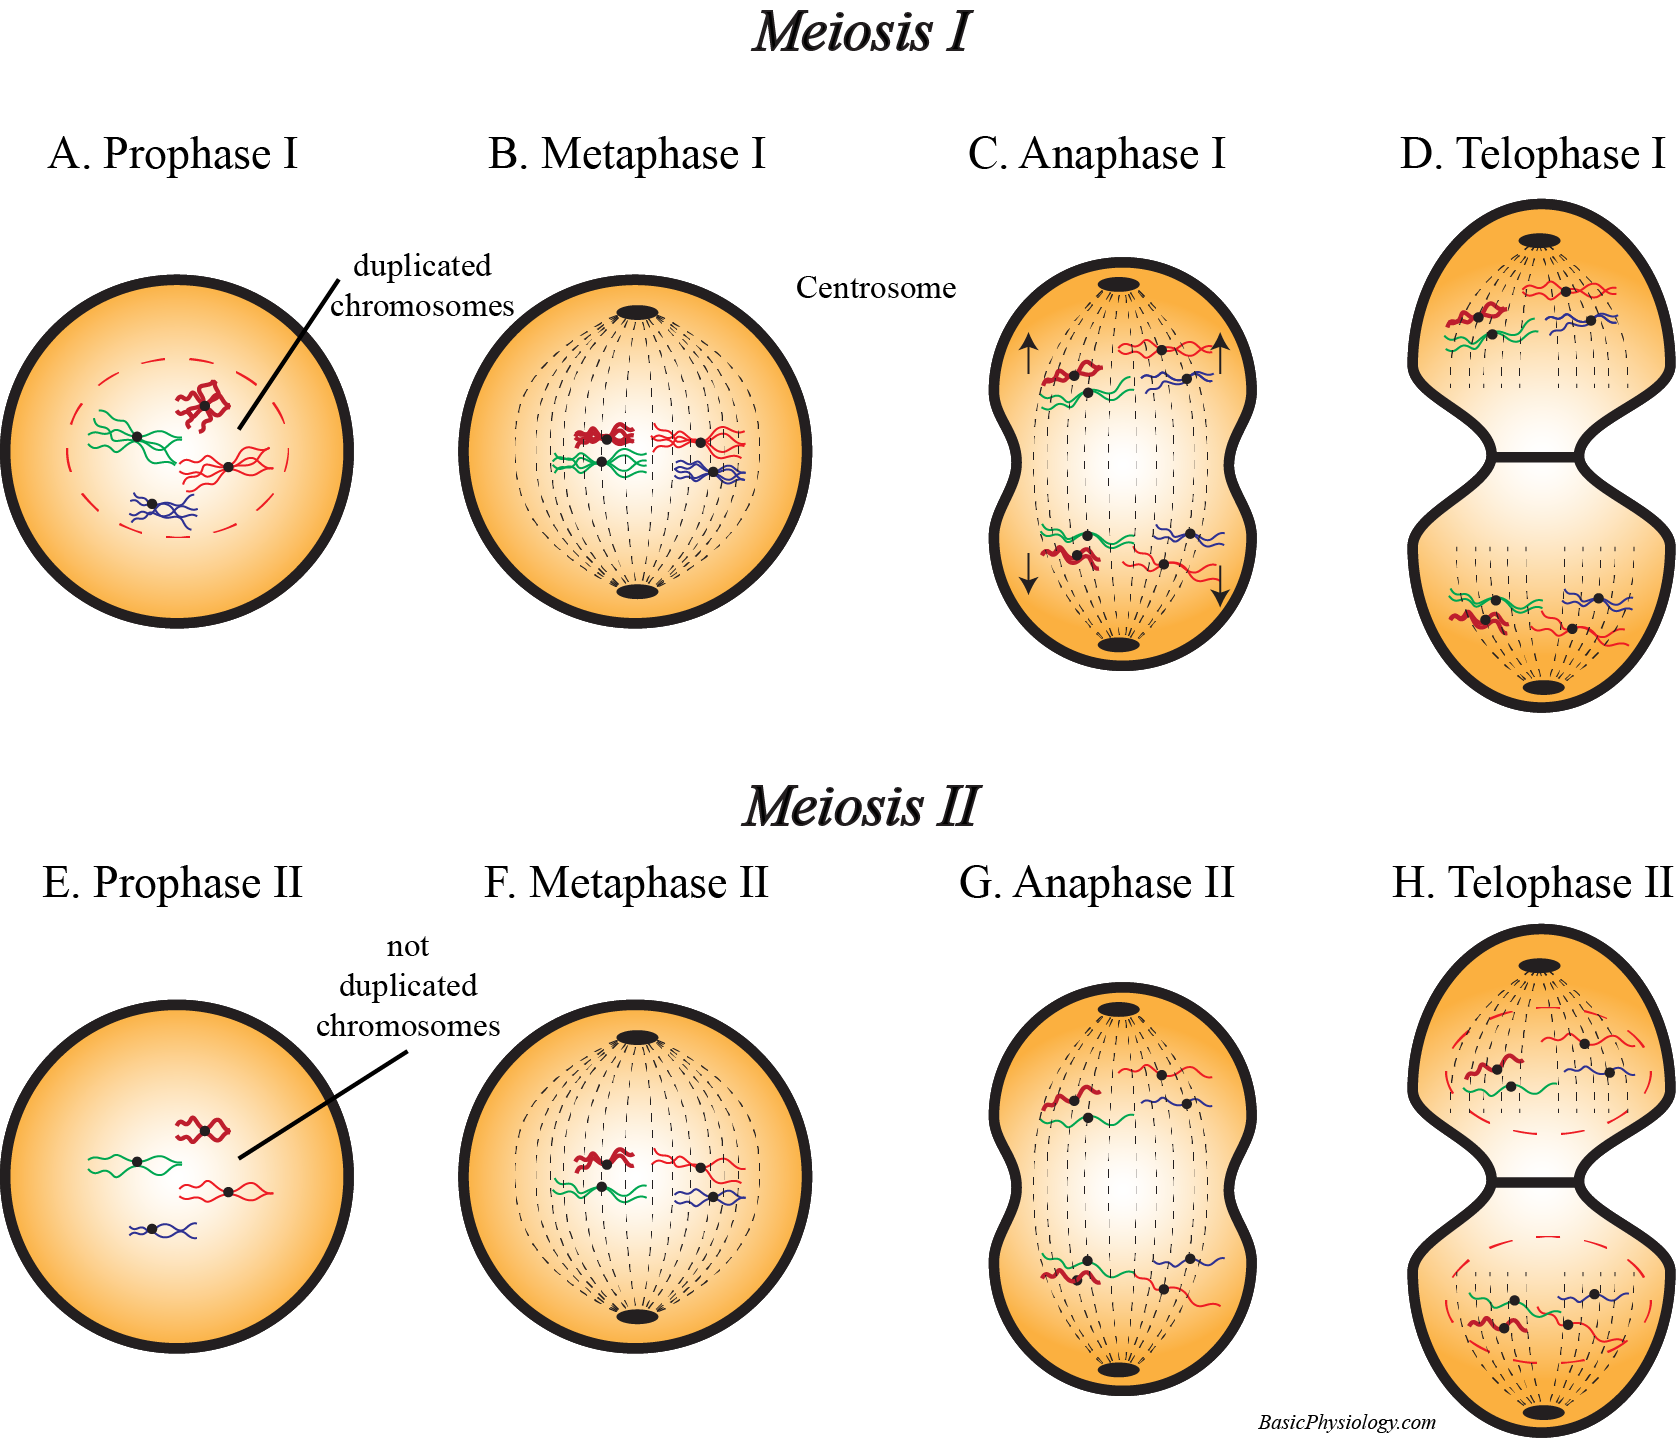 Meiosis I
A. Prophase I
B. Metaphase I
C. Anaphase I
D. Telophase I
duplicated
chromosomes
Centrosome
Meiosis II
E. Prophase II
F. Metaphase II
G. Anaphase II
H. Telophase II
not
duplicated
chromosomes
BasicPhysiology.com